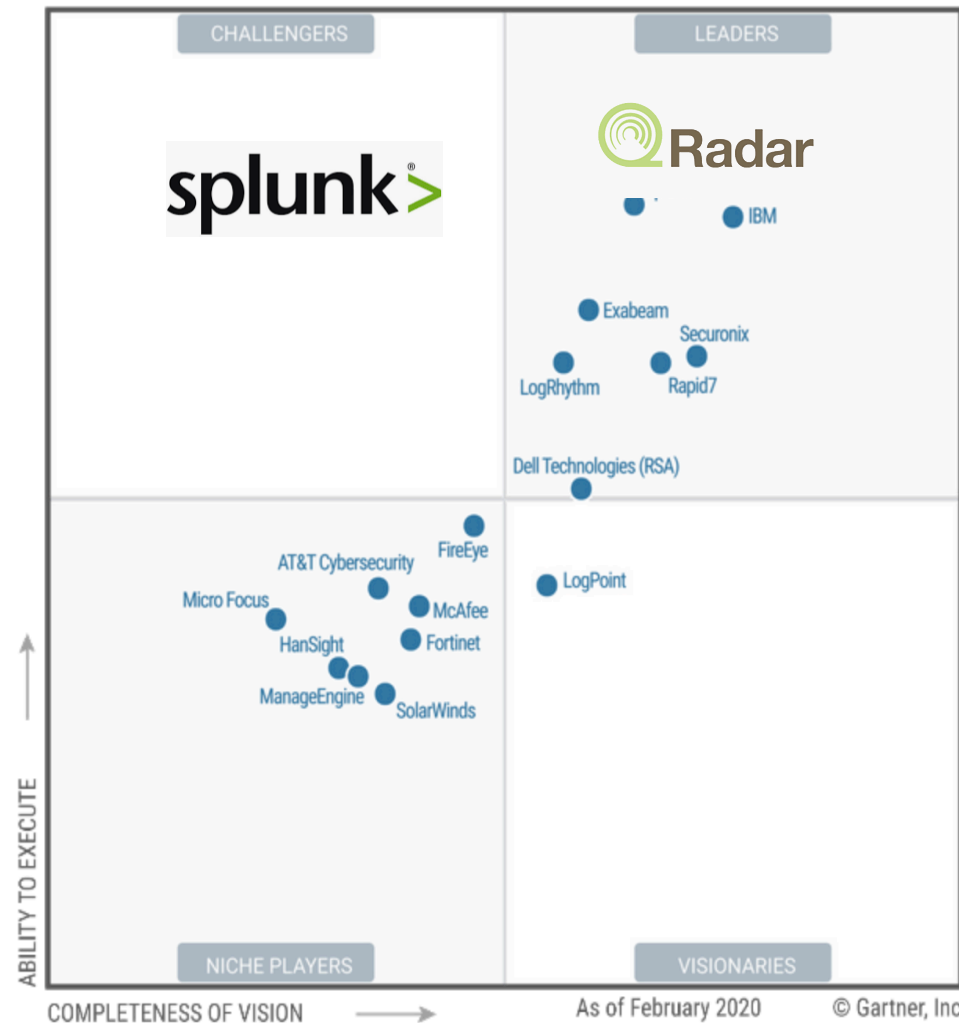 CHALLENGERS
LEADERS
splunk>®
QRadar
IBM
Exabeam
Securonix
LogRhythm
Rapid7
Dell Technologies (RSA)
FireEye
AT&T Cybersecurity
LogPoint
Micro Focus
McAfee
HanSight
Fortinet
ManageEngine
SolarWinds
ABILITY TO EXECUTE
NICHE PLAYERS
VISIONARIES
COMPLETENESS OF VISION
As of February 2020
© Gartner, Inc